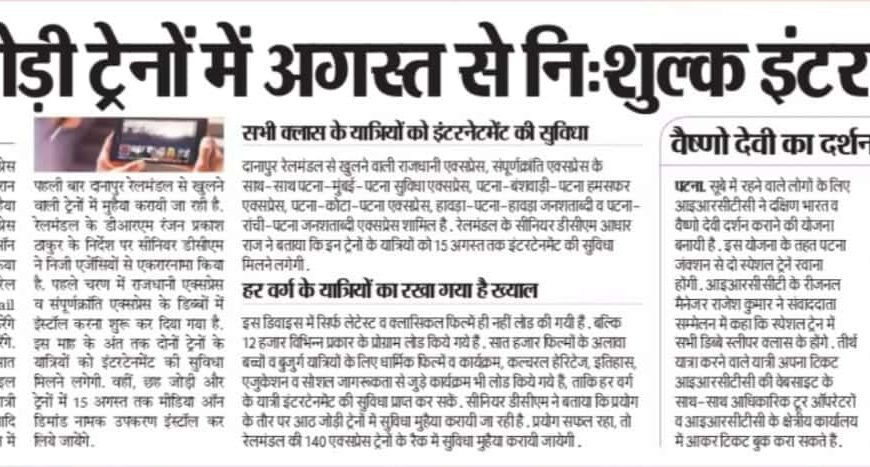 ड़ी ट्रेनों में अगस्त से निःशुल्क इंटर
पहली बार दानापुर रेलमंडल से खुलने
वाली ट्रेनों में मुहैया करायी जा रही है.
रेलमंडल के डीआरएम रंजन प्रकाश
ठाकुर के निर्देश पर सीनियर डीसीएम
ने निजी एजेंसियों से एकरारनामा किया
है. पहले चरण में राजधानी एक्सप्रेस
व संपूर्णक्रांति एक्सप्रेस के डिब्बों में
इंस्टॉल करना शुरू कर दिया गया है.
इस माह के अंत तक दोनों ट्रेनों के
यात्रियों को इंटरटेनमेंट की सुविधा
मिलने लगेगी. वहीं, छह जोड़ी और
ट्रेनों में 15 अगस्त तक मीडिया ऑन
डिमांड नामक उपकरण इंस्टॉल कर
लिये जायेंगे.
सभी क्लास के यात्रियों को इंटरनेटमेंट की सुविधा
दानापुर रेलमंडल से खुलने वाली राजधानी एक्सप्रेस, संपूर्णक्रांति एक्सप्रेस के
साथ-साथ पटना-मुंबई-पटना सुविधा एक्सप्रेस, पटना-बंशवाड़ी-पटना हमसफर
एक्सप्रेस, पटना-कोटा-पटना एक्सप्रेस, हावड़ा-पटना-हावड़ा जनशताब्दी व पटना-
रांची-पटना जनशताब्दी एक्सप्रेस शामिल है. रेलमंडल के सीनियर डीसीएम आधार
राज ने बताया कि इन ट्रेनों के यात्रियों को 15 अगस्त तक इंटरटेनमेंट की सुविधा
मिलने लगेगी.
हर वर्ग के यात्रियों का रखा गया है ख्याल
इस डिवाइस में सिर्फ लेटेस्ट व क्लासिकल फिल्में ही नहीं लोड की गयी है. बल्कि
12 हजार विभिन्न प्रकार के प्रोग्राम लोड किये गये है. सात हजार फिल्मों के अलावा
बच्चों व बुजुर्ग यात्रियों के लिए धार्मिक फिल्में व कार्यक्रम, कल्चरल हेरिटेज, इतिहास,
एजुकेशन व सोशल जागरूकता से जुड़े कार्यक्रम भी लोड किये गये है, ताकि हर वर्ग
के यात्री इंटरटेनमेंट की सुविधा प्राप्त कर सकें. सीनियर डीसीएम ने बताया कि प्रयोग
के तौर पर आठ जोड़ी ट्रेनों में सुविधा मुहैया करायी जा रही है. प्रयोग सफल रहा, तो
रेलमंडल की 140 एक्सप्रेस ट्रेनों के रैक में सुविधा मुहैया करायी जायेगी.
वैष्णो देवी का दर्शन
पटना. सूबे में रहने वाले लोगों के लिए
आइआरसीटीसी ने दक्षिण भारत व
वैष्णो देवी दर्शन कराने की योजना
बनायी है. इस योजना के तहत पटना
जंक्शन से दो स्पेशल ट्रेनें रवाना
होंगी. आइआरसीसीटी के रीजनल
मैनेजर राजेश कुमार ने संवाददाता
सम्मेलन में कहा कि स्पेशल ट्रेन में
सभी डिब्बे स्लीपर क्लास के होंगे. तीर्थ
यात्रा करने वाले यात्री अपना टिकट
आइआरसीटीसी की वेबसाइट के
साथ-साथ आधिकारिक टूर ऑपरेटरों
व आइआरसीटीसी के क्षेत्रीय कार्यालय
में आकर टिकट बुक करा सकते हैं.